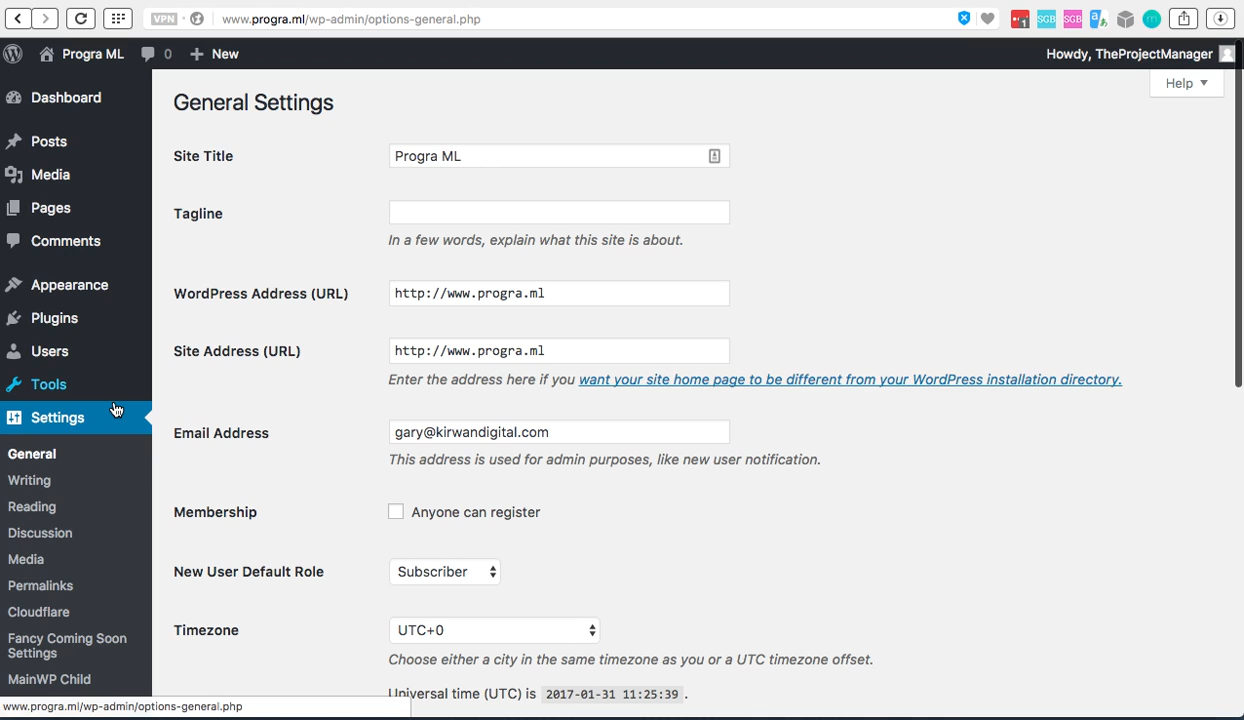 VPN www.progra.ml/wp-admin/options-general.php 1 SGB SGB m
Progra ML 0 New Howdy, TheProjectManager
Help
Dashboard
Posts
Media
Pages
Comments
Appearance
Plugins
Users
Tools
Settings
General
Writing
Reading
Discussion
Media
Permalinks
Cloudflare
Fancy Coming Soon
Settings
MainWP Child
General Settings
Site Title Progra ML
Tagline
In a few words, explain what this site is about.
WordPress Address (URL) http://www.progra.ml
Site Address (URL) http://www.progra.ml
Enter the address here if you want your site home page to be different from your WordPress installation directory.
Email Address gary@kirwandigital.com
This address is used for admin purposes, like new user notification.
Membership Anyone can register
New User Default Role Subscriber
Timezone UTC+0
Choose either a city in the same timezone as you or a UTC timezone offset.
Universal time (UTC) is 2017-01-31 11:25:39 .
www.progra.ml/wp-admin/options-general.php